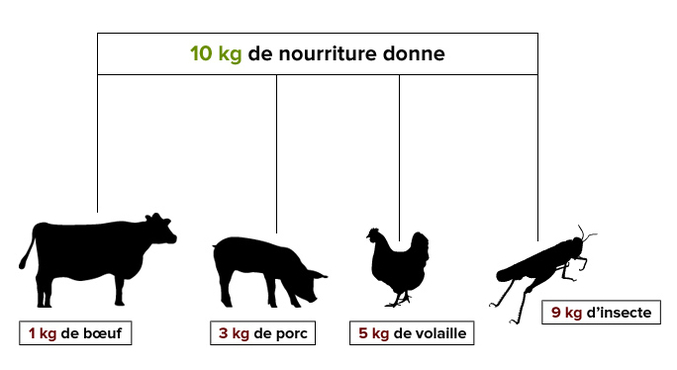 10 kg de nourriture donne
1 kg de bœuf
3 kg de porc
5 kg de volaille
9 kg d’insecte